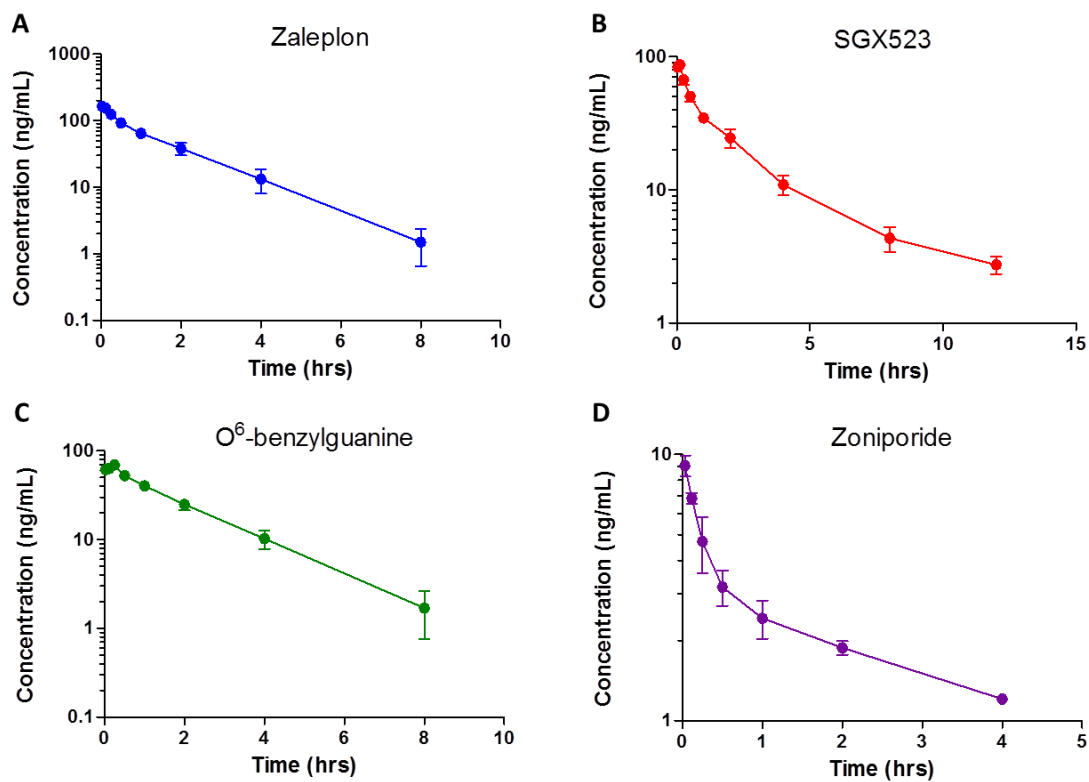 A
Zaleplon
Concentration (ng/mL)
1000
100
10
1
0.1
0 2 4 6 8 10
Time (hrs)
B
SGX523
Concentration (ng/mL)
100
10
1
0 5 10 15
Time (hrs)
C
O⁶-benzylguanine
Concentration (ng/mL)
100
10
1
0.1
0 2 4 6 8 10
Time (hrs)
D
Zoniporide
Concentration (ng/mL)
10
1
0 1 2 3 4 5
Time (hrs)